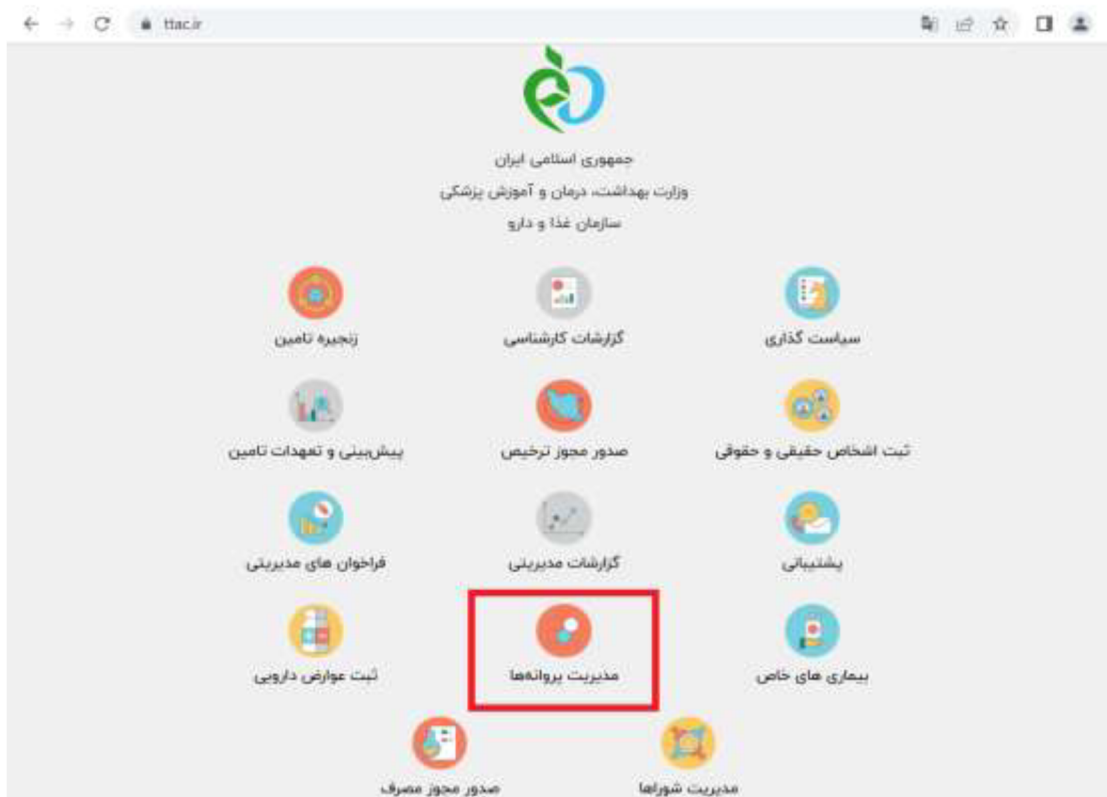 ttac.ir
جمهوری اسلامی ایران
وزارت بهداشت، درمان و آموزش پزشکی
سازمان غذا و دارو
سیاست گذاری
گزارشات کارشناسی
زنجیره تامین
ثبت اشخاص حقیقی و حقوقی
صدور مجوز ترخیص
پیش‌بینی و تعهدات تامین
پشتیبانی
گزارشات مدیریتی
فراخوان های مدیریتی
بیماری های خاص
مدیریت پروانه‌ها
ثبت عوارض دارویی
مدیریت شوراها
صدور مجوز مصرف